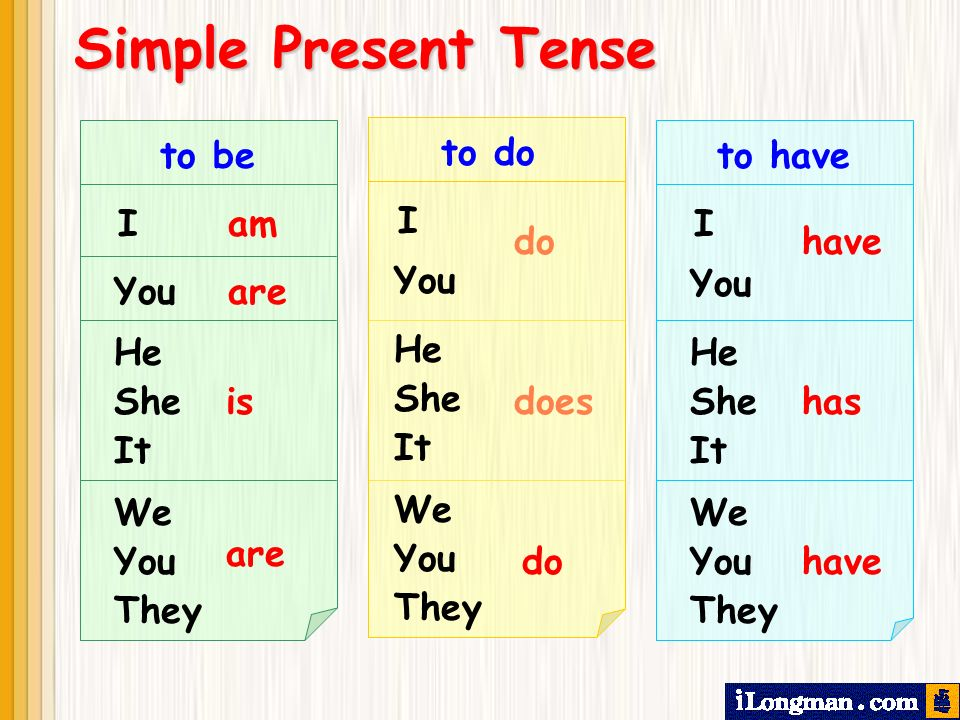 Simple Present Tense
to be
I am
You are
He
She is
It
We
You are
They
to do
I
do
You
He
She does
It
We
You do
They
to have
I
have
You
He
She has
It
We
You have
They
iLongman.com